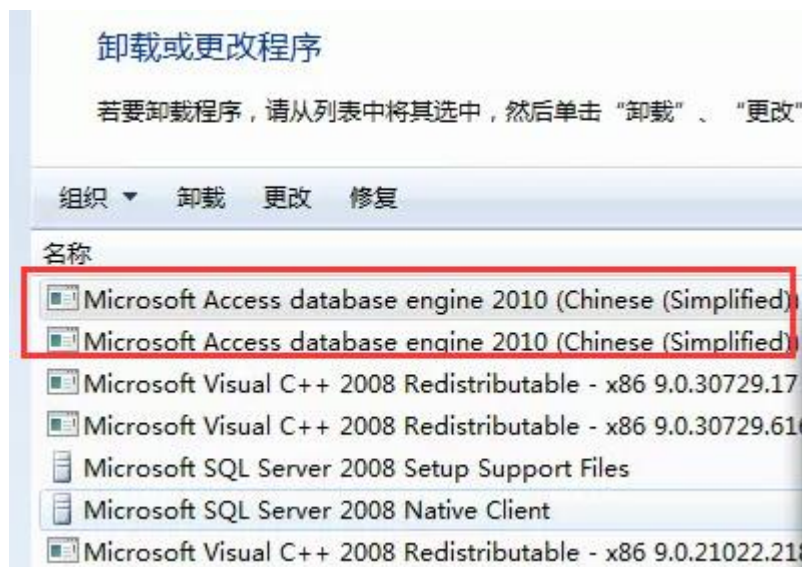 卸载或更改程序
若要卸载程序，请从列表中将其选中，然后单击“卸载”、“更改”
组织 卸载 更改 修复
名称
Microsoft Access database engine 2010 (Chinese (Simplified))
Microsoft Access database engine 2010 (Chinese (Simplified))
Microsoft Visual C++ 2008 Redistributable - x86 9.0.30729.17
Microsoft Visual C++ 2008 Redistributable - x86 9.0.30729.616
Microsoft SQL Server 2008 Setup Support Files
Microsoft SQL Server 2008 Native Client
Microsoft Visual C++ 2008 Redistributable - x86 9.0.21022.218